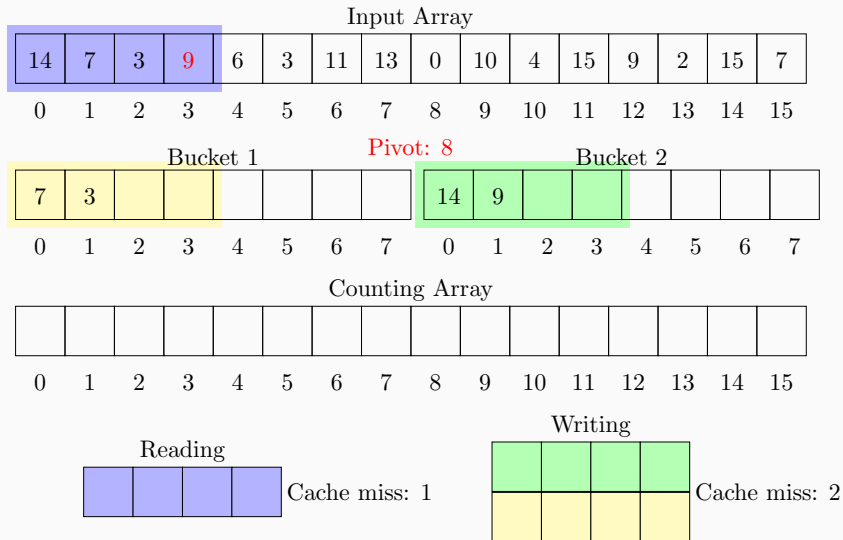 Input Array
14 7 3 9 6 3 11 13 0 10 4 15 9 2 15 7
0 1 2 3 4 5 6 7 8 9 10 11 12 13 14 15
Pivot: 8
Bucket 1 Bucket 2
7 3 14 9
0 1 2 3 4 5 6 7 0 1 2 3 4 5 6 7
Counting Array
0 1 2 3 4 5 6 7 8 9 10 11 12 13 14 15
Writing
Reading
Cache miss: 1 Cache miss: 2